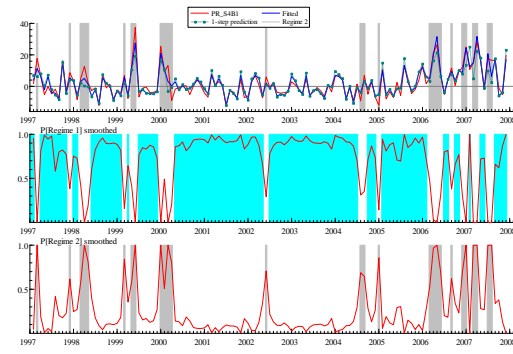 PR_S4B1 Fitted
1-step prediction Regime 2
40
20
0
1997 1998 1999 2000 2001 2002 2003 2004 2005 2006 2007 2008
P[Regime 1] smoothed
1.0
0.5
1997 1998 1999 2000 2001 2002 2003 2004 2005 2006 2007 2008
P[Regime 2] smoothed
1.0
0.5
1997 1998 1999 2000 2001 2002 2003 2004 2005 2006 2007 2008